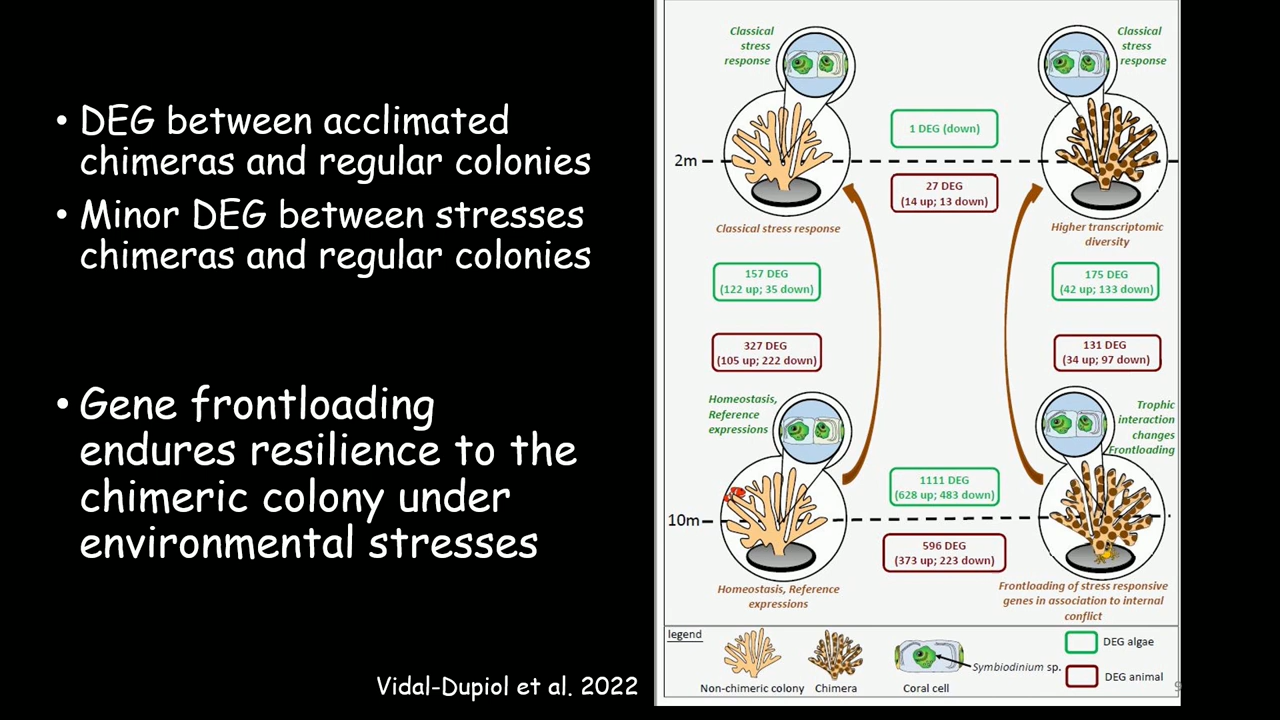 • DEG between acclimated
chimeras and regular colonies
• Minor DEG between stresses
chimeras and regular colonies
• Gene frontloading
endures resilience to the
chimeric colony under
environmental stresses
Vidal-Dupiol et al. 2022
Classical
stress
response
Classical
stress
response
1 DEG (down)
2m
27 DEG
(14 up; 13 down)
Classical stress response
Higher transcriptomic
diversity
157 DEG
(122 up; 35 down)
175 DEG
(42 up; 133 down)
327 DEG
(105 up; 222 down)
131 DEG
(34 up; 97 down)
Homeostasis,
Reference
expressions
Trophic
interaction
changes
Frontloading
1111 DEG
(628 up; 483 down)
10m
596 DEG
(373 up; 223 down)
Homeostasis, Reference
expressions
Frontloading of stress responsive
genes in association to internal
conflict
legend
Non-chimeric colony
Chimera
Coral cell
Symbiodinium sp.
DEG algae
DEG animal
9